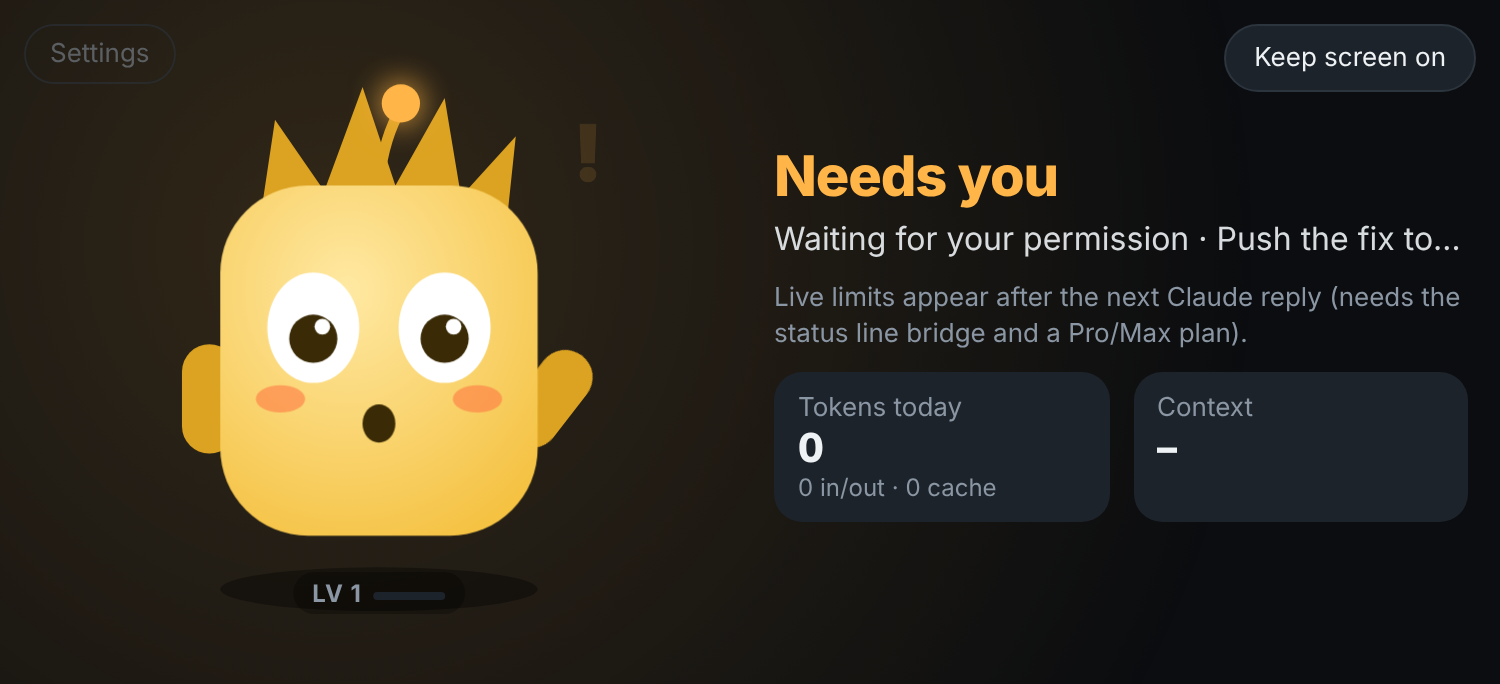 Settings
Keep screen on
!
Needs you
Waiting for your permission · Push the fix to...
Live limits appear after the next Claude reply (needs the
status line bridge and a Pro/Max plan).
Tokens today
0
0 in/out · 0 cache
Context
–
LV 1